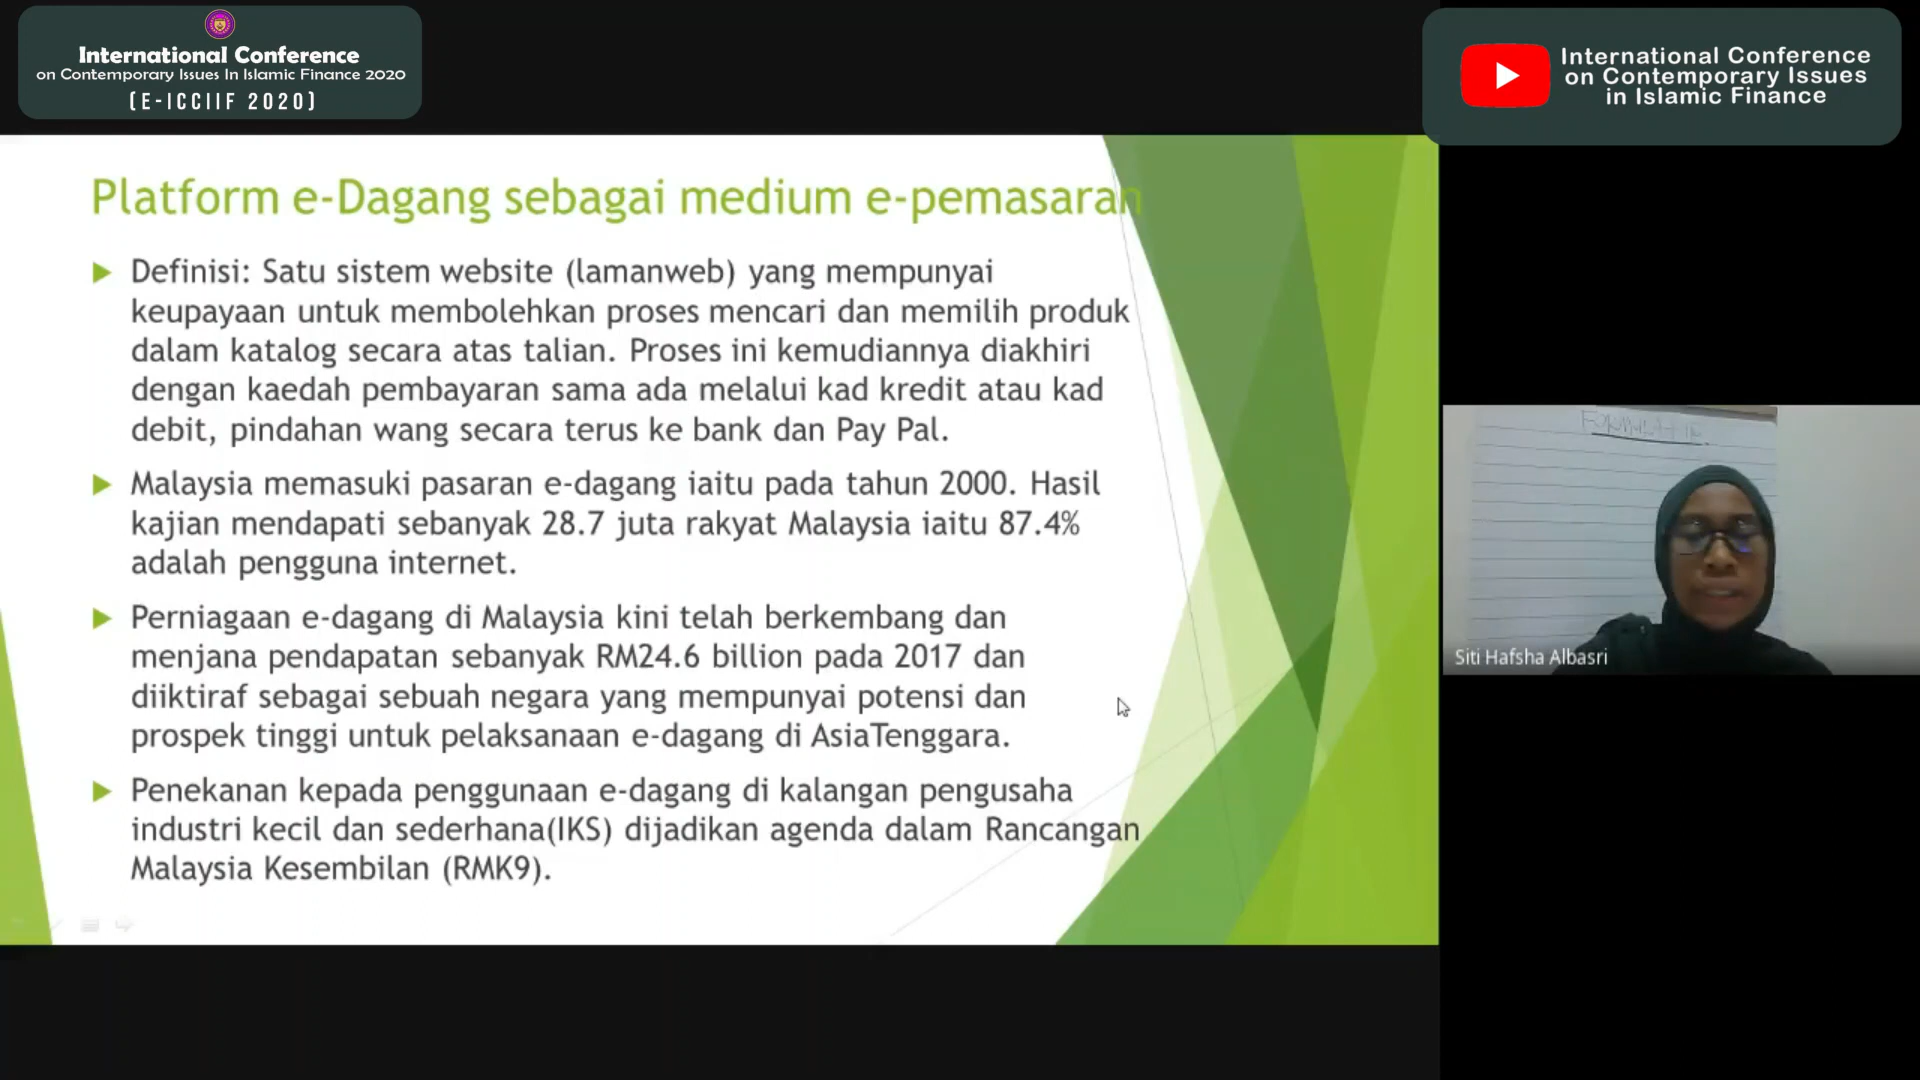 International Conference
on Contemporary Issues In Islamic Finance 2020
(E-ICCIIF 2020)
International Conference
on Contemporary Issues
in Islamic Finance
Platform e-Dagang sebagai medium e-pemasaran
Definisi: Satu sistem website (lamanweb) yang mempunyai
keupayaan untuk membolehkan proses mencari dan memilih produk
dalam katalog secara atas talian. Proses ini kemudiannya diakhiri
dengan kaedah pembayaran sama ada melalui kad kredit atau kad
debit, pindahan wang secara terus ke bank dan Pay Pal.
Malaysia memasuki pasaran e-dagang iaitu pada tahun 2000. Hasil
kajian mendapati sebanyak 28.7 juta rakyat Malaysia iaitu 87.4%
adalah pengguna internet.
Perniagaan e-dagang di Malaysia kini telah berkembang dan
menjana pendapatan sebanyak RM24.6 billion pada 2017 dan
diiktiraf sebagai sebuah negara yang mempunyai potensi dan
prospek tinggi untuk pelaksanaan e-dagang di AsiaTenggara.
Penekanan kepada penggunaan e-dagang di kalangan pengusaha
industri kecil dan sederhana(IKS) dijadikan agenda dalam Rancangan
Malaysia Kesembilan (RMK9).
Siti Hafsha Albasri